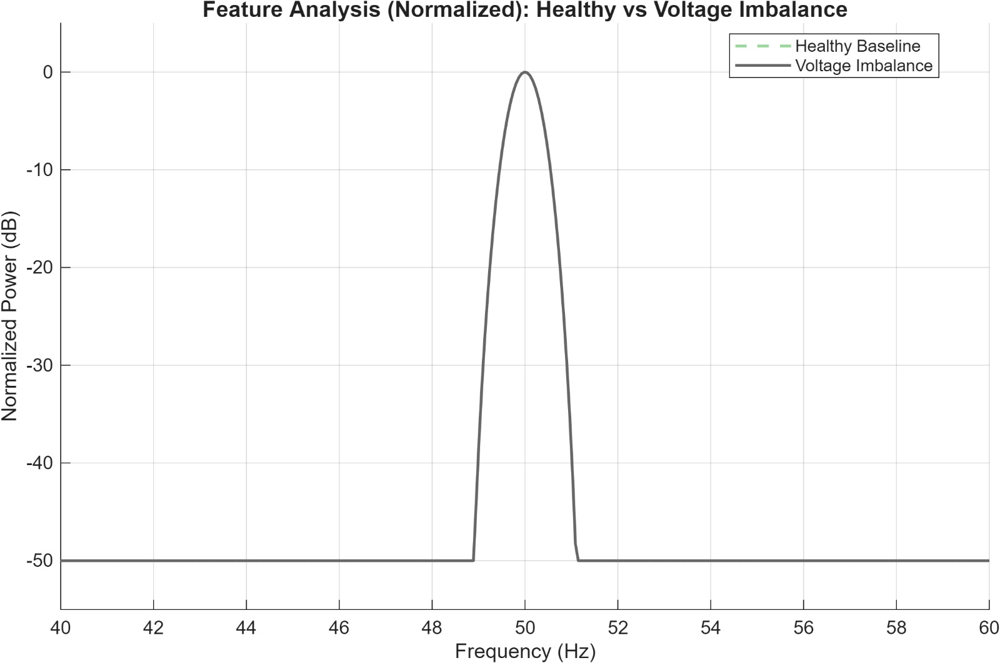 Feature Analysis (Normalized): Healthy vs Voltage Imbalance
Healthy Baseline
Voltage Imbalance
Normalized Power (dB)
0
-10
-20
-30
-40
-50
40 42 44 46 48 50 52 54 56 58 60
Frequency (Hz)